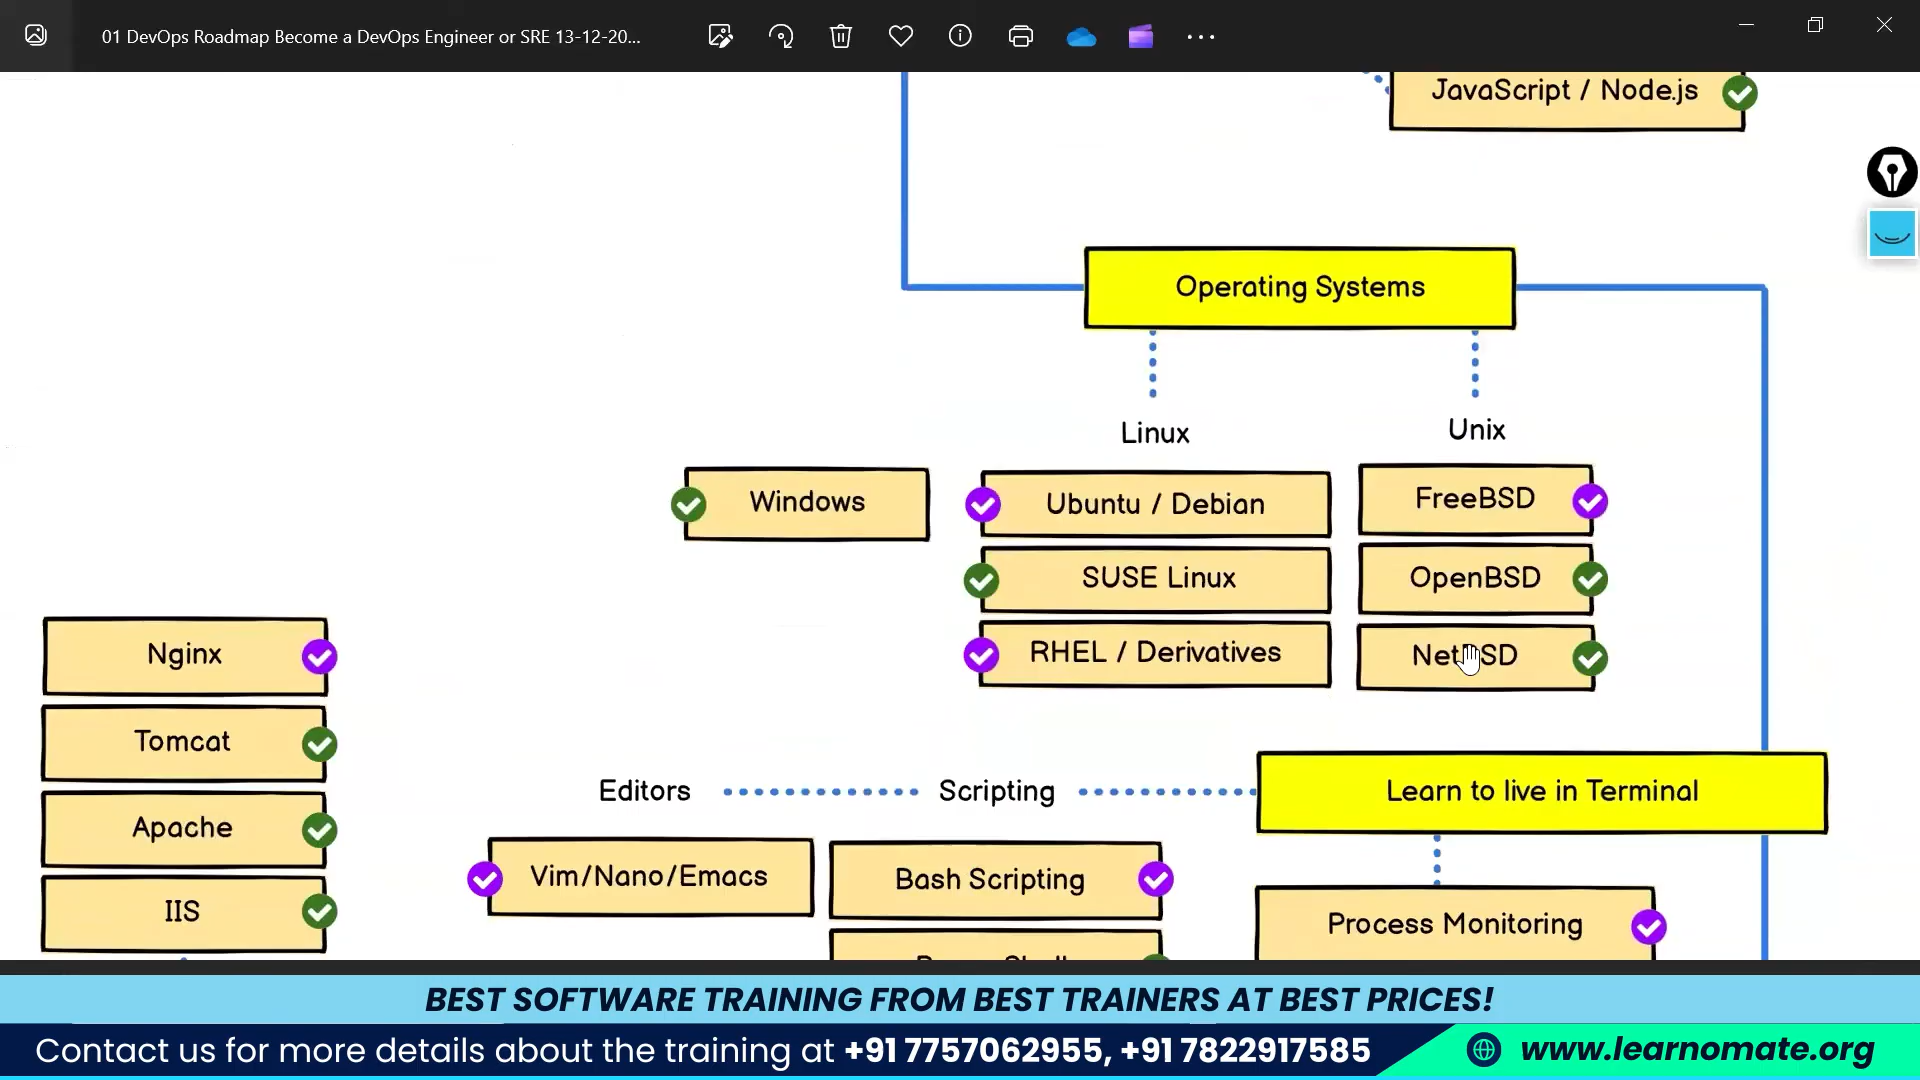 01 DevOps Roadmap Become a DevOps Engineer or SRE 13-12-20...
JavaScript / Node.js
Operating Systems
Linux
Unix
Windows
Ubuntu / Debian
FreeBSD
SUSE Linux
OpenBSD
RHEL / Derivatives
NetBSD
Nginx
Tomcat
Apache
IIS
Editors
Scripting
Learn to live in Terminal
Vim/Nano/Emacs
Bash Scripting
Process Monitoring
BEST SOFTWARE TRAINING FROM BEST TRAINERS AT BEST PRICES!
Contact us for more details about the training at +91 7757062955, +91 7822917585
www.learnomate.org